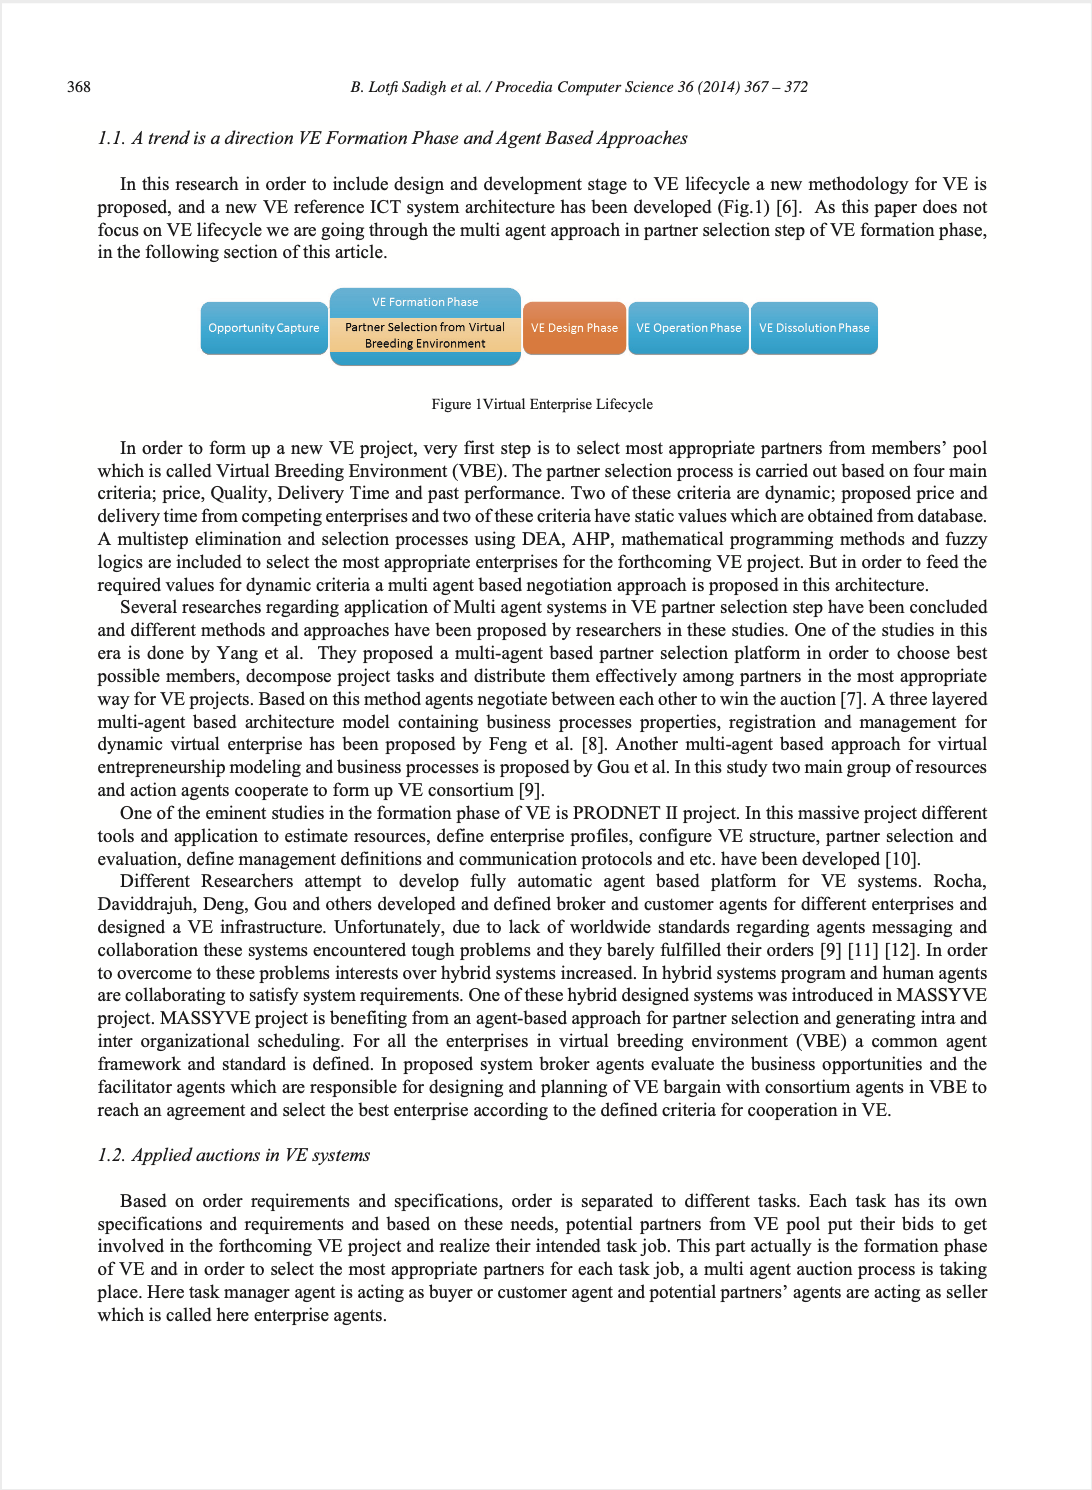 368
B. Lotfi Sadigh et al. / Procedia Computer Science 36 (2014) 367 – 372
1.1. A trend is a direction VE Formation Phase and Agent Based Approaches
In this research in order to include design and development stage to VE lifecycle a new methodology for VE is
proposed, and a new VE reference ICT system architecture has been developed (Fig.1) [6]. As this paper does not
focus on VE lifecycle we are going through the multi agent approach in partner selection step of VE formation phase,
in the following section of this article.
Opportunity Capture
VE Formation Phase
Partner Selection from Virtual
Breeding Environment
VE Design Phase
VE Operation Phase
VE Dissolution Phase
Figure 1Virtual Enterprise Lifecycle
In order to form up a new VE project, very first step is to select most appropriate partners from members’ pool
which is called Virtual Breeding Environment (VBE). The partner selection process is carried out based on four main
criteria; price, Quality, Delivery Time and past performance. Two of these criteria are dynamic; proposed price and
delivery time from competing enterprises and two of these criteria have static values which are obtained from database.
A multistep elimination and selection processes using DEA, AHP, mathematical programming methods and fuzzy
logics are included to select the most appropriate enterprises for the forthcoming VE project. But in order to feed the
required values for dynamic criteria a multi agent based negotiation approach is proposed in this architecture.
Several researches regarding application of Multi agent systems in VE partner selection step have been concluded
and different methods and approaches have been proposed by researchers in these studies. One of the studies in this
era is done by Yang et al. They proposed a multi-agent based partner selection platform in order to choose best
possible members, decompose project tasks and distribute them effectively among partners in the most appropriate
way for VE projects. Based on this method agents negotiate between each other to win the auction [7]. A three layered
multi-agent based architecture model containing business processes properties, registration and management for
dynamic virtual enterprise has been proposed by Feng et al. [8]. Another multi-agent based approach for virtual
entrepreneurship modeling and business processes is proposed by Gou et al. In this study two main group of resources
and action agents cooperate to form up VE consortium [9].
One of the eminent studies in the formation phase of VE is PRODNET II project. In this massive project different
tools and application to estimate resources, define enterprise profiles, configure VE structure, partner selection and
evaluation, define management definitions and communication protocols and etc. have been developed [10].
Different Researchers attempt to develop fully automatic agent based platform for VE systems. Rocha,
Daviddrajuh, Deng, Gou and others developed and defined broker and customer agents for different enterprises and
designed a VE infrastructure. Unfortunately, due to lack of worldwide standards regarding agents messaging and
collaboration these systems encountered tough problems and they barely fulfilled their orders [9] [11] [12]. In order
to overcome to these problems interests over hybrid systems increased. In hybrid systems program and human agents
are collaborating to satisfy system requirements. One of these hybrid designed systems was introduced in MASSYVE
project. MASSYVE project is benefiting from an agent-based approach for partner selection and generating intra and
inter organizational scheduling. For all the enterprises in virtual breeding environment (VBE) a common agent
framework and standard is defined. In proposed system broker agents evaluate the business opportunities and the
facilitator agents which are responsible for designing and planning of VE bargain with consortium agents in VBE to
reach an agreement and select the best enterprise according to the defined criteria for cooperation in VE.
1.2. Applied auctions in VE systems
Based on order requirements and specifications, order is separated to different tasks. Each task has its own
specifications and requirements and based on these needs, potential partners from VE pool put their bids to get
involved in the forthcoming VE project and realize their intended task job. This part actually is the formation phase
of VE and in order to select the most appropriate partners for each task job, a multi agent auction process is taking
place. Here task manager agent is acting as buyer or customer agent and potential partners’ agents are acting as seller
which is called here enterprise agents.